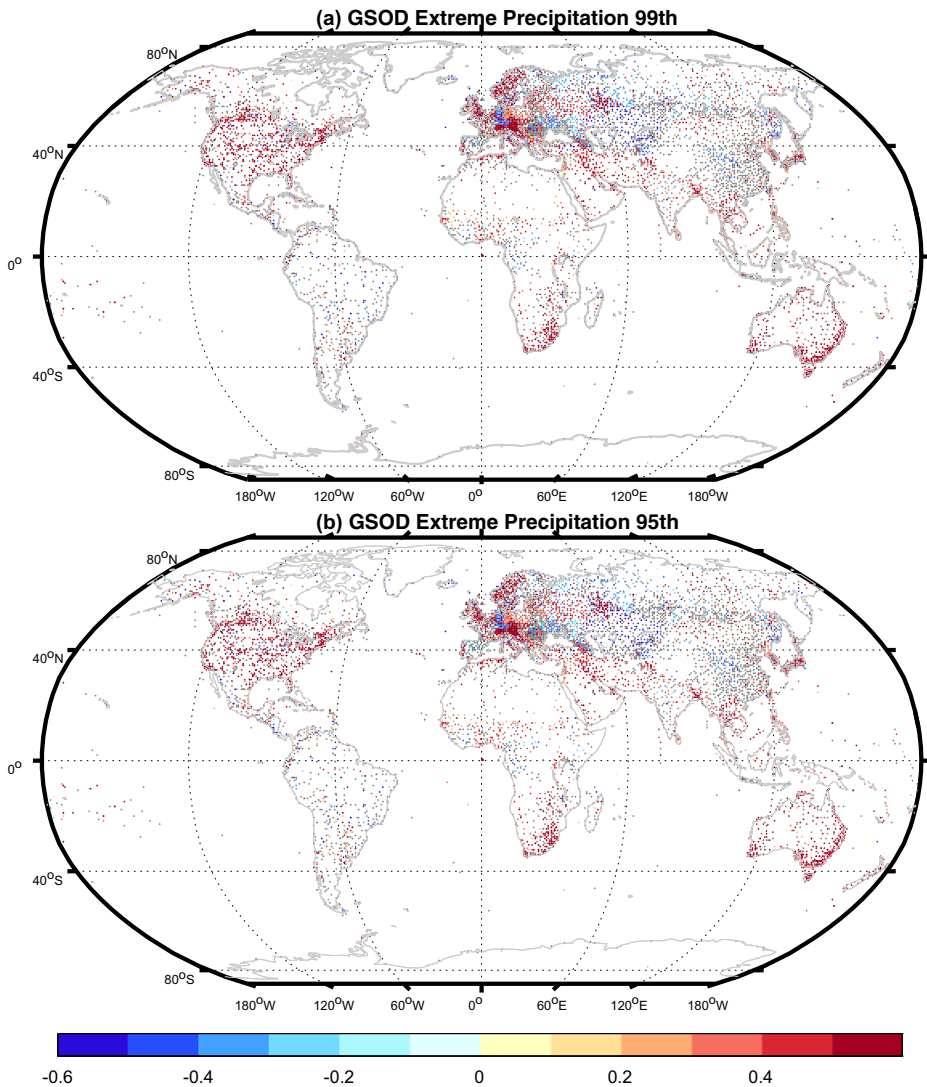 (a) GSOD Extreme Precipitation 99th
80°N
40°N
0°
40°S
80°S
180°W 120°W 60°W 0° 60°E 120°E 180°W
(b) GSOD Extreme Precipitation 95th
80°N
40°N
0°
40°S
80°S
180°W 120°W 60°W 0° 60°E 120°E 180°W
-0.6 -0.4 -0.2 0 0.2 0.4